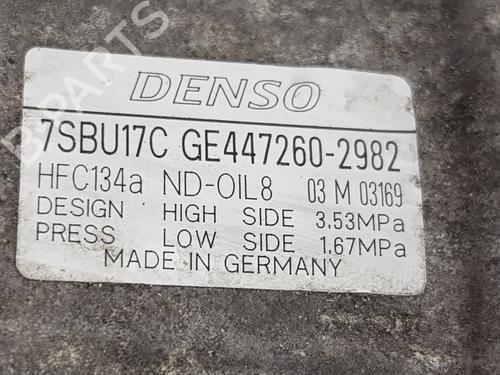 DENSO
7SBU17C GE447260-2982
HFC134a ND-OIL8 03 M 03169
DESIGN HIGH SIDE 3.53MPa
PRESS LOW SIDE 1.67MPa
MADE IN GERMANY